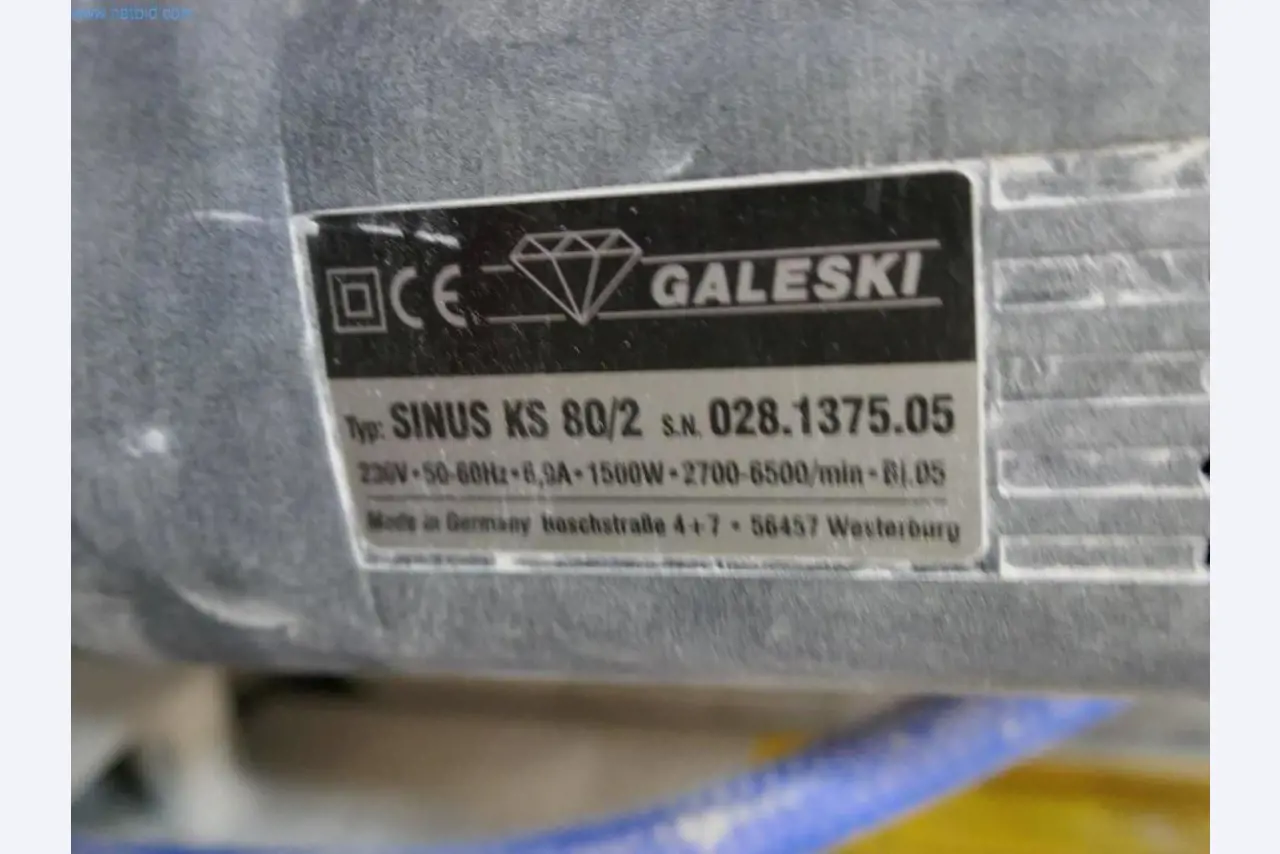 www.netbid.com
CE GALESKI
Typ: SINUS KS 80/2 S.N. 028.1375.05
230V • 50-60Hz • 6,9A • 1500W • 2700-6500/min • Bj.05
Made in Germany Boschstraße 4+7 • 56457 Westerburg